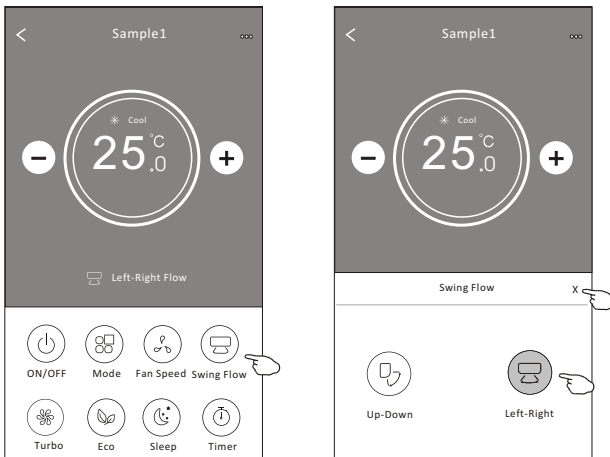 Sample1
Cool
25.0 °C
Left-Right Flow
ON/OFF Mode Fan Speed Swing Flow
Turbo Eco Sleep Timer
Sample1
Cool
25.0 °C
Swing Flow X
Up-Down Left-Right